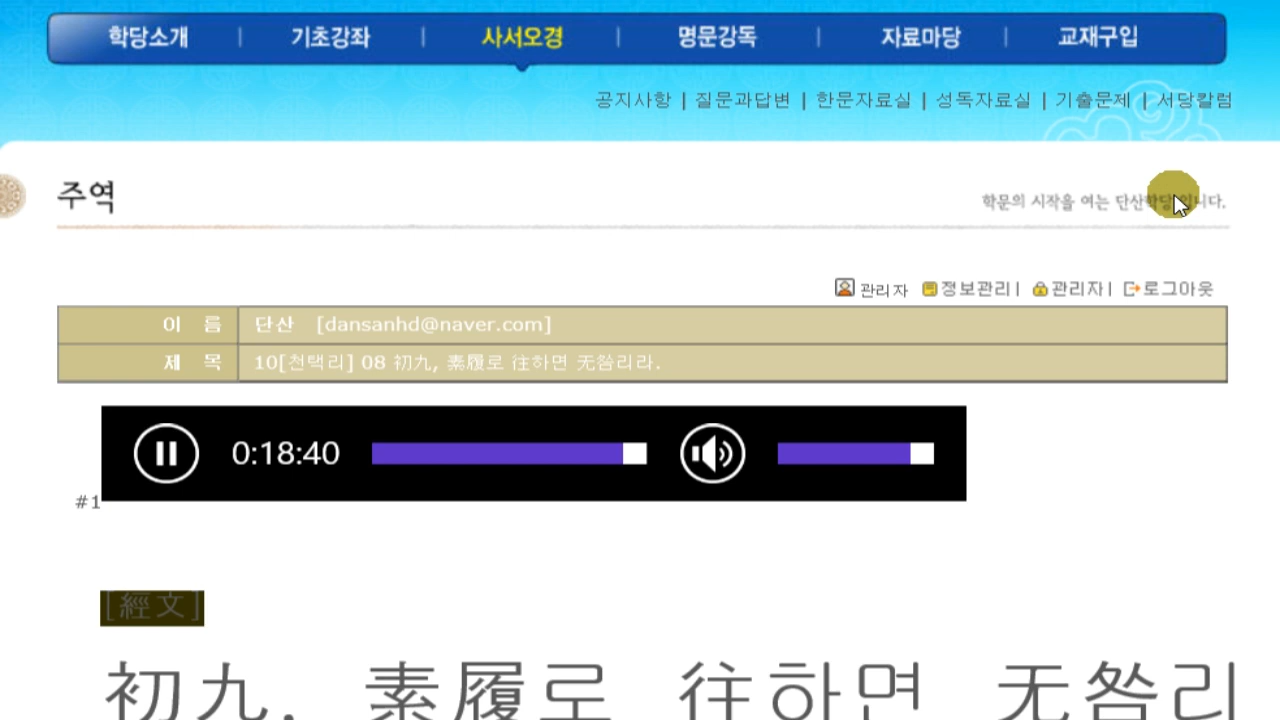 학당소개 | 기초강좌 | 사서오경 | 명문강독 | 자료마당 | 교재구입
공지사항 | 질문과답변 | 한문자료실 | 성독자료실 | 기출문제 | 서당칼럼
주역
학문의 시작을 여는 단산학당 입니다.
관리자 정보관리 | 관리자 | 로그아웃
이 름 단산 [dansanhd@naver.com]
제 목 10[천택리] 08 初九, 素履로 往하면 无咎리라.
0:18:40
#1
[經文]
初九, 素履로 往하면 无咎리